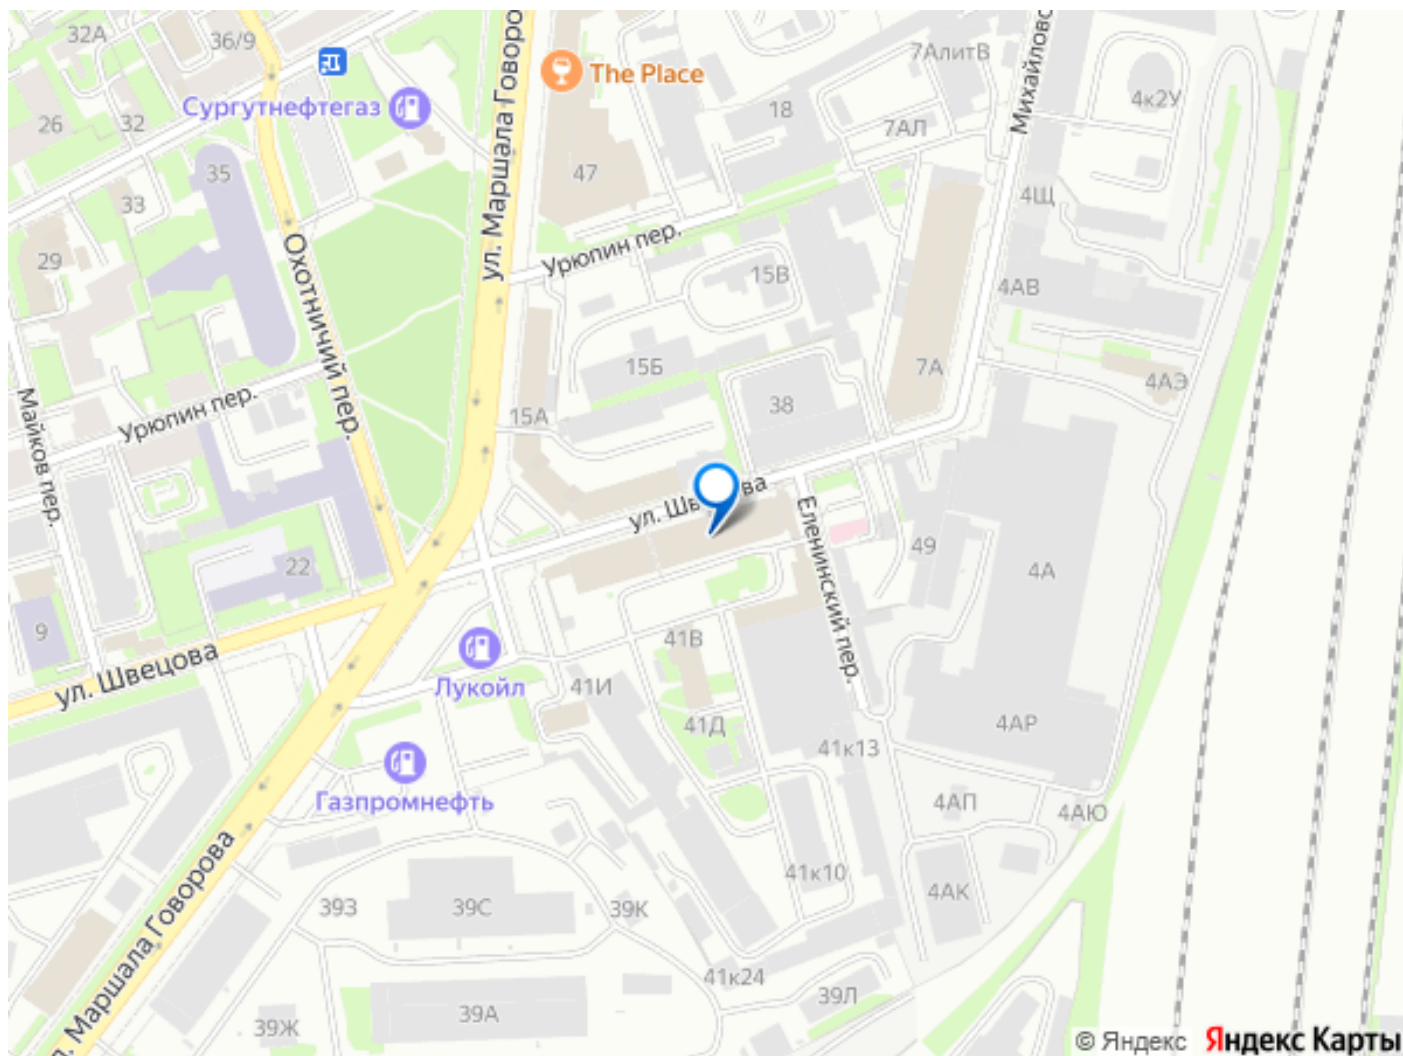 32А
36/9
ул. Маршала Говоро
The Place
7АлитВ
Михайловс
4к2У
Сургутнефтегаз
26
32
18
7АЛ
35
47
33
4Щ
Урюпин пер.
29
Охотничий пер.
15В
4АВ
15Б
7А
4АЭ
Майков пер.
Урюпин пер.
15А
38
ул. Шв
ва
Еленинский пер.
49
22
4А
9
41В
ул. Швецова
Лукойл
41И
41Д
4АР
41к13
Газпромнефть
4АП
4АЮ
ул. Маршала Говорова
41к10
4АК
39З
39С
39К
41к24
39Л
39А
39Ж
© Яндекс Яндекс Карты